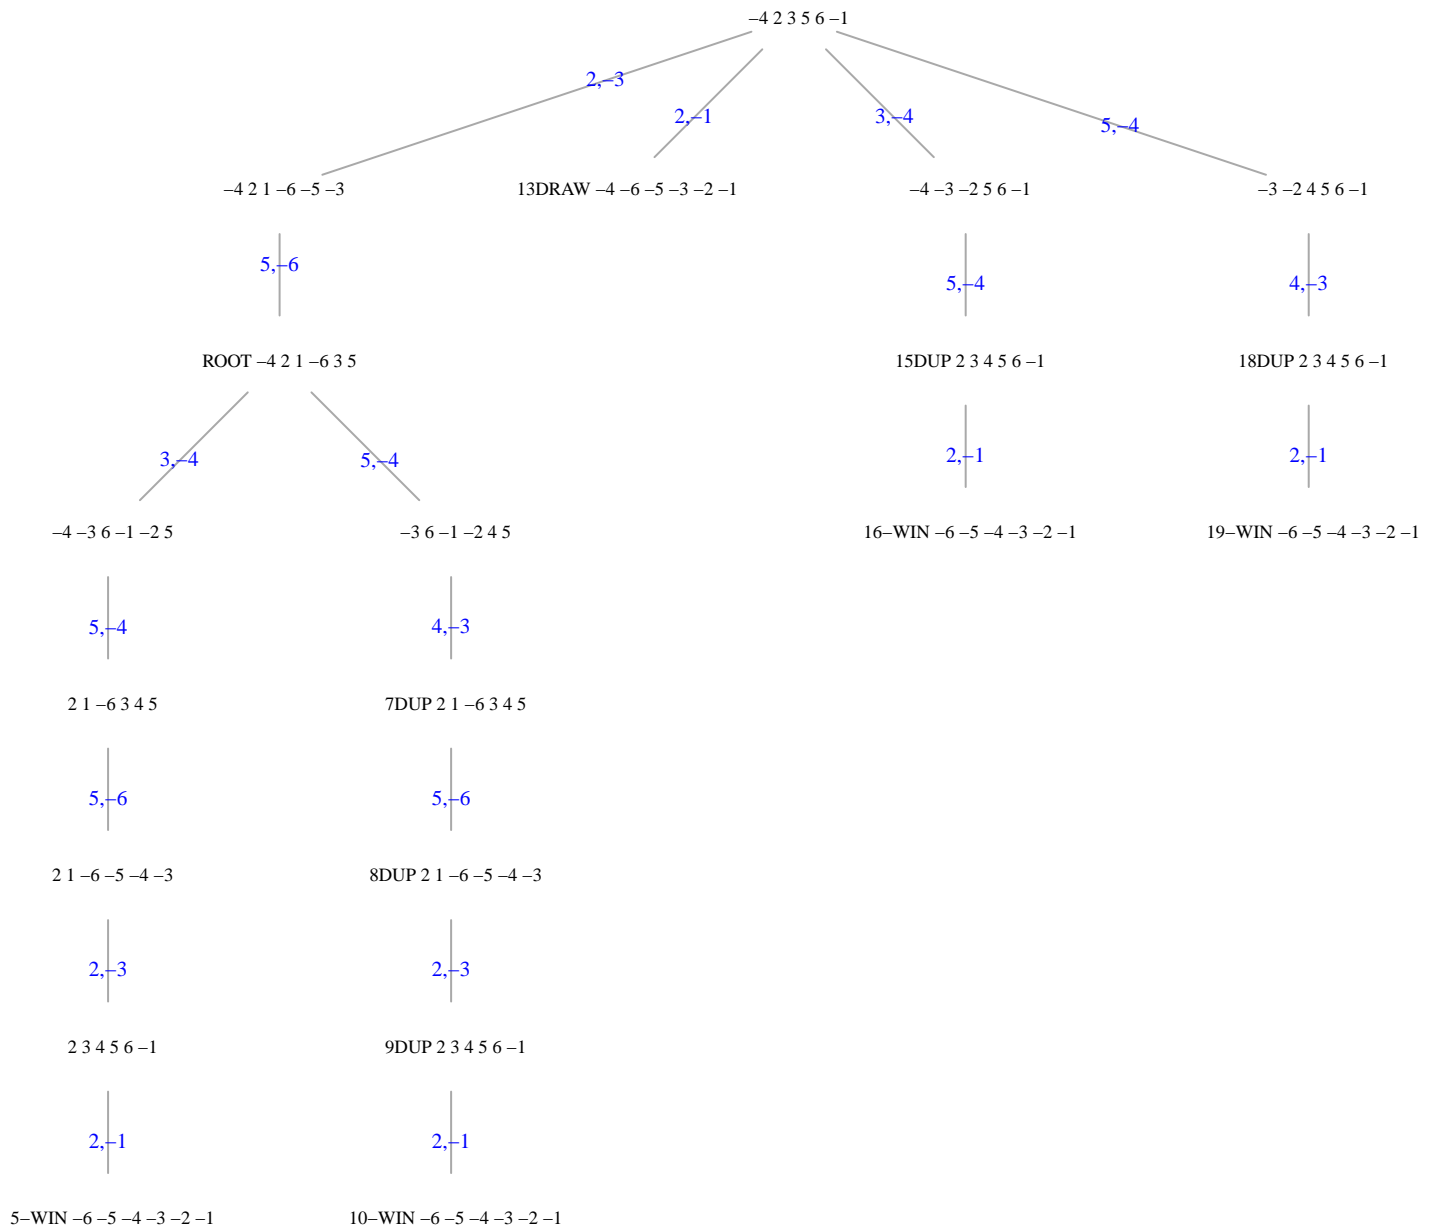 –4 2 3 5 6 –1
2,–3
2,–1
3,–4
5,–4
–4 2 1 –6 –5 –3
13DRAW –4 –6 –5 –3 –2 –1
–4 –3 –2 5 6 –1
–3 –2 4 5 6 –1
5,–6
5,–4
4,–3
ROOT –4 2 1 –6 3 5
15DUP 2 3 4 5 6 –1
18DUP 2 3 4 5 6 –1
3,–4
5,–4
2,–1
2,–1
–4 –3 6 –1 –2 5
–3 6 –1 –2 4 5
16–WIN –6 –5 –4 –3 –2 –1
19–WIN –6 –5 –4 –3 –2 –1
5,–4
4,–3
2 1 –6 3 4 5
7DUP 2 1 –6 3 4 5
5,–6
5,–6
2 1 –6 –5 –4 –3
8DUP 2 1 –6 –5 –4 –3
2,–3
2,–3
2 3 4 5 6 –1
9DUP 2 3 4 5 6 –1
2,–1
2,–1
5–WIN –6 –5 –4 –3 –2 –1
10–WIN –6 –5 –4 –3 –2 –1